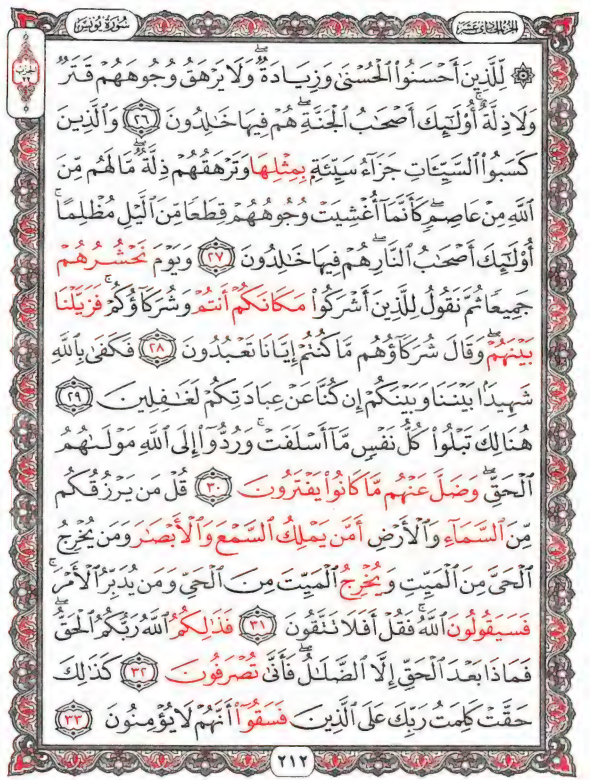 الجزء الحادي عشر
سورة يونس
الحزب
٢٢
۞ لِّلَّذِينَ أَحْسَنُوا۟ ٱلْحُسْنَىٰ وَزِيَادَةٌ ۖ وَلَا يَرْهَقُ وُجُوهَهُمْ قَتَرٌ
وَلَا ذِلَّةٌ ۚ أُو۟لَـٰٓئِكَ أَصْحَـٰبُ ٱلْجَنَّةِ ۖ هُمْ فِيهَا خَـٰلِدُونَ ٢٦ وَٱلَّذِينَ
كَسَبُوا۟ ٱلسَّيِّـَٔاتِ جَزَآءُ سَيِّئَةٍۭ بِمِثْلِهَا وَتَرْهَقُهُمْ ذِلَّةٌ ۖ مَّا لَهُم مِّنَ
ٱللَّهِ مِنْ عَاصِمٍ ۖ كَأَنَّمَآ أُغْشِيَتْ وُجُوهُهُمْ قِطَعًا مِّنَ ٱلَّيْلِ مُظْلِمًا ۚ
أُو۟لَـٰٓئِكَ أَصْحَـٰبُ ٱلنَّارِ ۖ هُمْ فِيهَا خَـٰلِدُونَ ٢٧ وَيَوْمَ نَحْشُرُهُمْ
جَمِيعًا ثُمَّ نَقُولُ لِلَّذِينَ أَشْرَكُوا۟ مَكَانَكُمْ أَنتُمْ وَشُرَكَآؤُكُمْ ۚ فَزَيَّلْنَا
بَيْنَهُمْ ۖ وَقَالَ شُرَكَآؤُهُم مَّا كُنتُمْ إِيَّانَا تَعْبُدُونَ ٢٨ فَكَفَىٰ بِٱللَّهِ
شَهِيدًۢا بَيْنَنَا وَبَيْنَكُمْ إِن كُنَّا عَنْ عِبَادَتِكُمْ لَغَـٰفِلِينَ ٢٩
هُنَالِكَ تَبْلُوا۟ كُلُّ نَفْسٍ مَّآ أَسْلَفَتْ ۚ وَرُدُّوٓا۟ إِلَى ٱللَّهِ مَوْلَىٰهُمُ
ٱلْحَقِّ ۖ وَضَلَّ عَنْهُم مَّا كَانُوا۟ يَفْتَرُونَ ٣٠ قُلْ مَن يَرْزُقُكُم
مِّنَ ٱلسَّمَآءِ وَٱلْأَرْضِ أَمَّن يَمْلِكُ ٱلسَّمْعَ وَٱلْأَبْصَـٰرَ وَمَن يُخْرِجُ
ٱلْحَىَّ مِنَ ٱلْمَيِّتِ وَيُخْرِجُ ٱلْمَيِّتَ مِنَ ٱلْحَىِّ وَمَن يُدَبِّرُ ٱلْأَمْرَ ۚ
فَسَيَقُولُونَ ٱللَّهُ ۚ فَقُلْ أَفَلَا تَتَّقُونَ ٣١ فَذَٰلِكُمُ ٱللَّهُ رَبُّكُمُ ٱلْحَقُّ ۖ
فَمَاذَا بَعْدَ ٱلْحَقِّ إِلَّا ٱلضَّلَـٰلُ ۖ فَأَنَّىٰ تُصْرَفُونَ ٣٢ كَذَٰلِكَ
حَقَّتْ كَلِمَتُ رَبِّكَ عَلَى ٱلَّذِينَ فَسَقُوٓا۟ أَنَّهُمْ لَا يُؤْمِنُونَ ٣٣
٢١٢